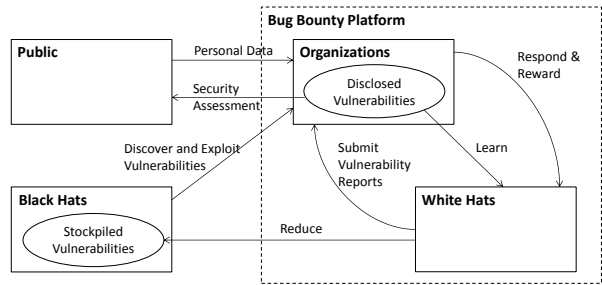 Bug Bounty Platform
Public
Personal Data
Organizations
Disclosed
Vulnerabilities
Respond &
Reward
Security
Assessment
Discover and Exploit
Vulnerabilities
Submit
Vulnerability
Reports
Learn
Black Hats
Stockpiled
Vulnerabilities
Reduce
White Hats